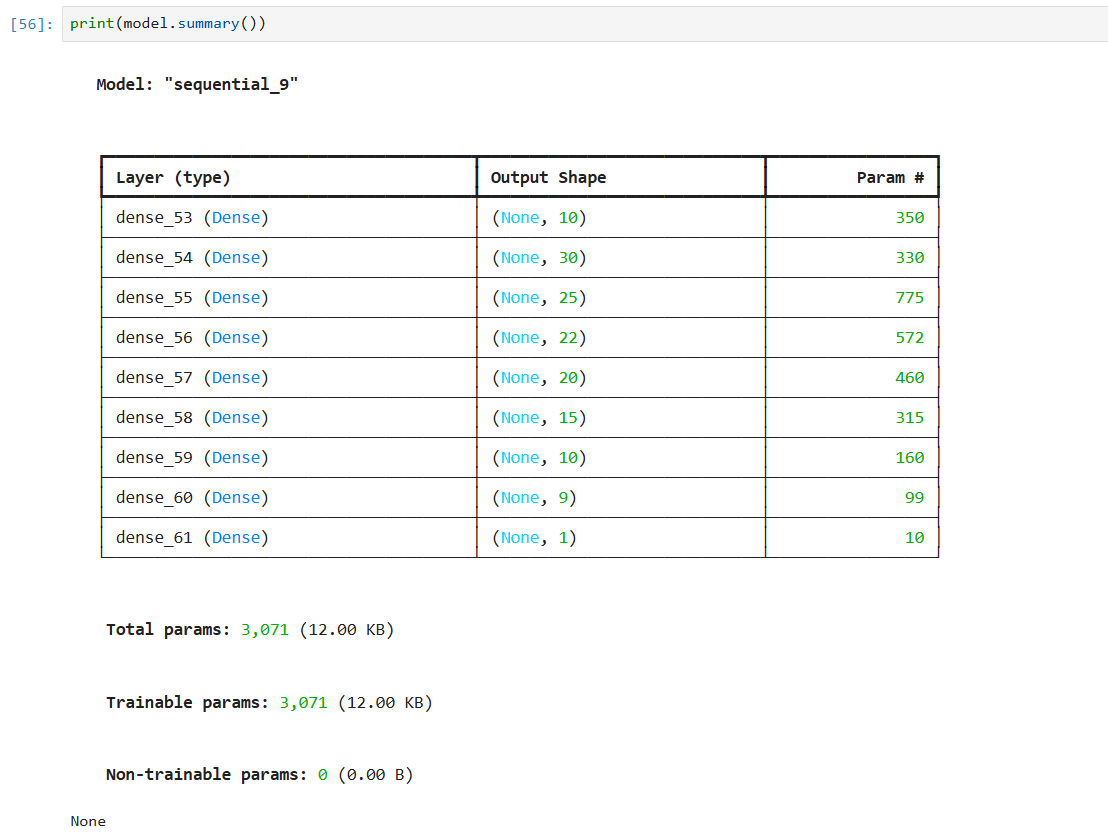 [56]: print(model.summary())
Model: "sequential_9"
Layer (type) Output Shape Param #
dense_53 (Dense) (None, 10) 350
dense_54 (Dense) (None, 30) 330
dense_55 (Dense) (None, 25) 775
dense_56 (Dense) (None, 22) 572
dense_57 (Dense) (None, 20) 460
dense_58 (Dense) (None, 15) 315
dense_59 (Dense) (None, 10) 160
dense_60 (Dense) (None, 9) 99
dense_61 (Dense) (None, 1) 10
Total params: 3,071 (12.00 KB)
Trainable params: 3,071 (12.00 KB)
Non-trainable params: 0 (0.00 B)
None